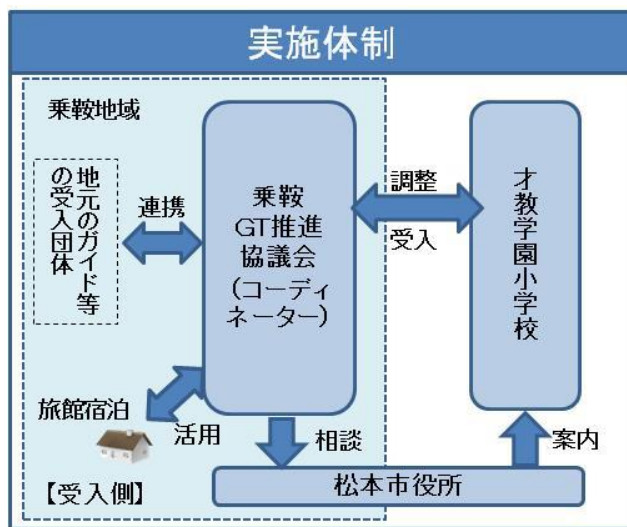 実施体制
乗鞍地域
地元のガイド等
の受入団体
連携
乗鞍
GT推進
協議会
(コーディ
ネーター)
調整
受入
才教学園小学校
旅館宿泊
活用
相談
案内
【受入側】
松本市役所